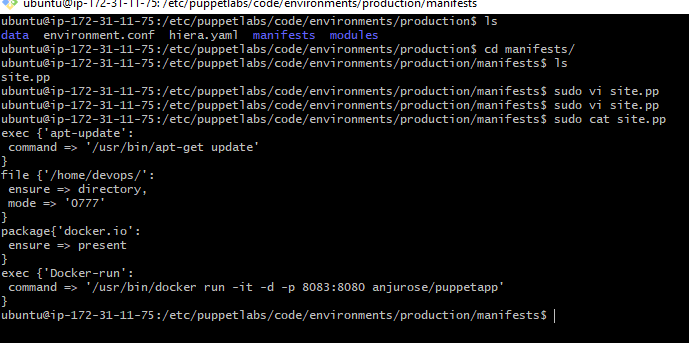 ubuntu@ip-172-31-11-75: /etc/puppetlabs/code/environments/production/manifests
ubuntu@ip-172-31-11-75:/etc/puppetlabs/code/environments/production$ ls
data  environment.conf  hiera.yaml  manifests  modules
ubuntu@ip-172-31-11-75:/etc/puppetlabs/code/environments/production$ cd manifests/
ubuntu@ip-172-31-11-75:/etc/puppetlabs/code/environments/production/manifests$ ls
site.pp
ubuntu@ip-172-31-11-75:/etc/puppetlabs/code/environments/production/manifests$ sudo vi site.pp
ubuntu@ip-172-31-11-75:/etc/puppetlabs/code/environments/production/manifests$ sudo vi site.pp
ubuntu@ip-172-31-11-75:/etc/puppetlabs/code/environments/production/manifests$ sudo cat site.pp
exec {'apt-update':
 command => '/usr/bin/apt-get update'
}
file {'/home/devops/':
 ensure => directory,
 mode => '0777'
}
package{'docker.io':
 ensure => present
}
exec {'Docker-run':
 command => '/usr/bin/docker run -it -d -p 8083:8080 anjurose/puppetapp'
}
ubuntu@ip-172-31-11-75:/etc/puppetlabs/code/environments/production/manifests$